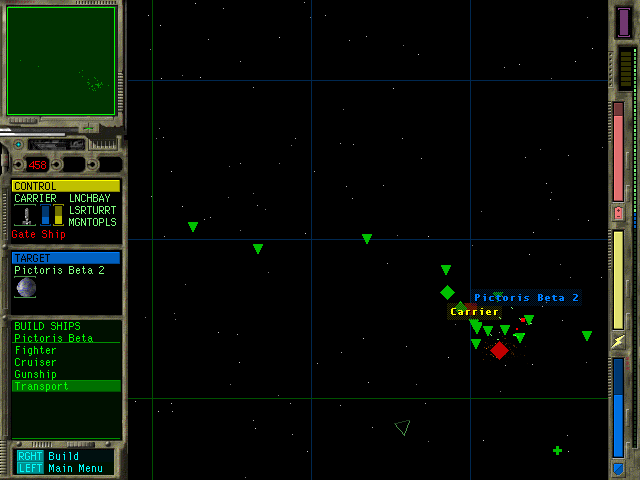 458
CONTROL
CARRIER LNCHBAY
LSRTURRT
MGNTOPLS
Gate Ship
TARGET
Pictoris Beta 2
BUILD SHIPS
Pictoris Beta
Fighter
Cruiser
Gunship
Transport
RGHT Build
LEFT Main Menu
Pictoris Beta 2
Carrier